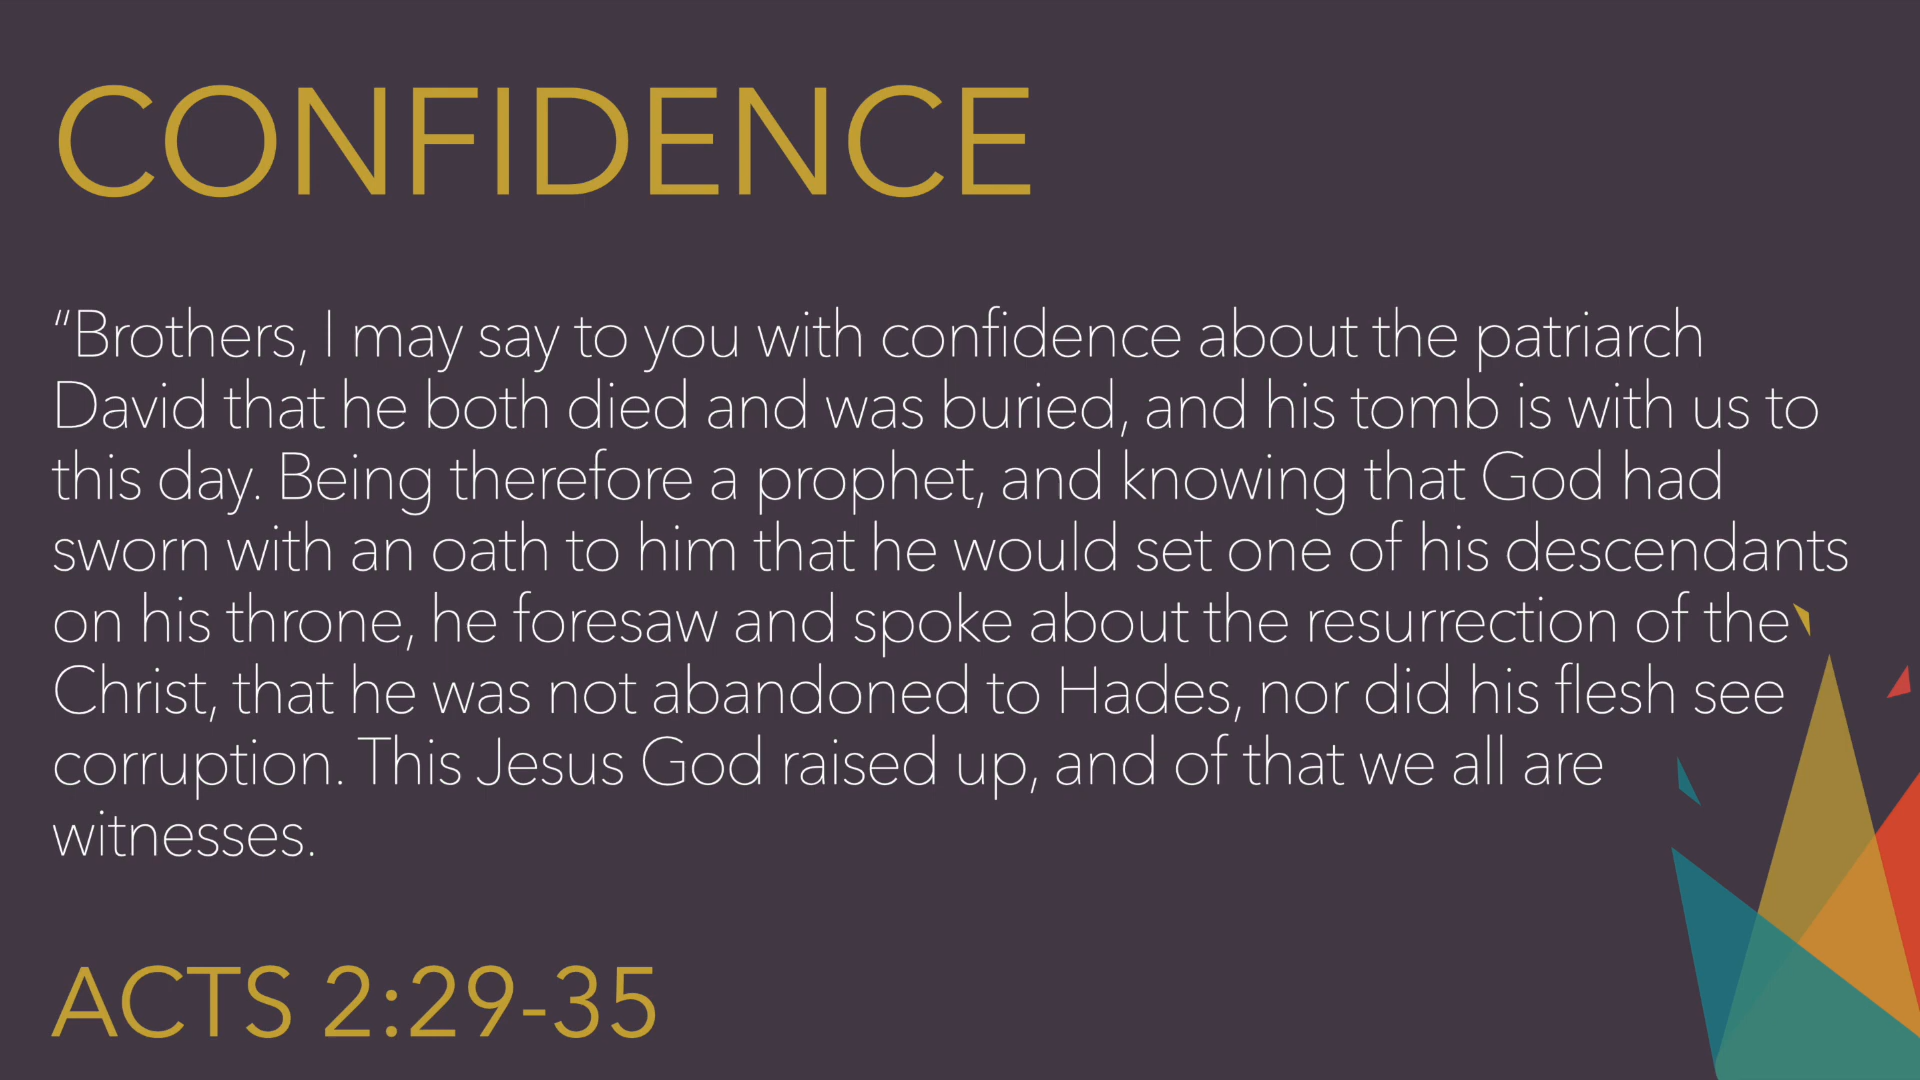 CONFIDENCE
“Brothers, I may say to you with confidence about the patriarch
David that he both died and was buried, and his tomb is with us to
this day. Being therefore a prophet, and knowing that God had
sworn with an oath to him that he would set one of his descendants
on his throne, he foresaw and spoke about the resurrection of the
Christ, that he was not abandoned to Hades, nor did his flesh see
corruption. This Jesus God raised up, and of that we all are
witnesses.
ACTS 2:29-35